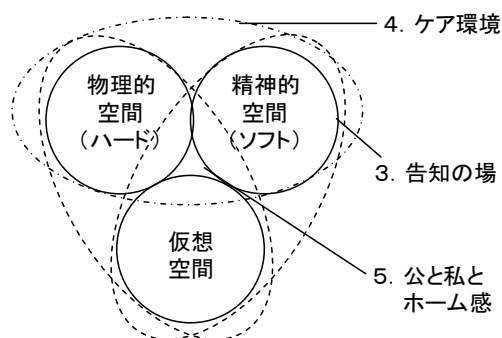 4. ケア環境
物理的
空間
(ハード)
精神的
空間
(ソフト)
3. 告知の場
仮想
空間
5. 公と私と
ホーム感